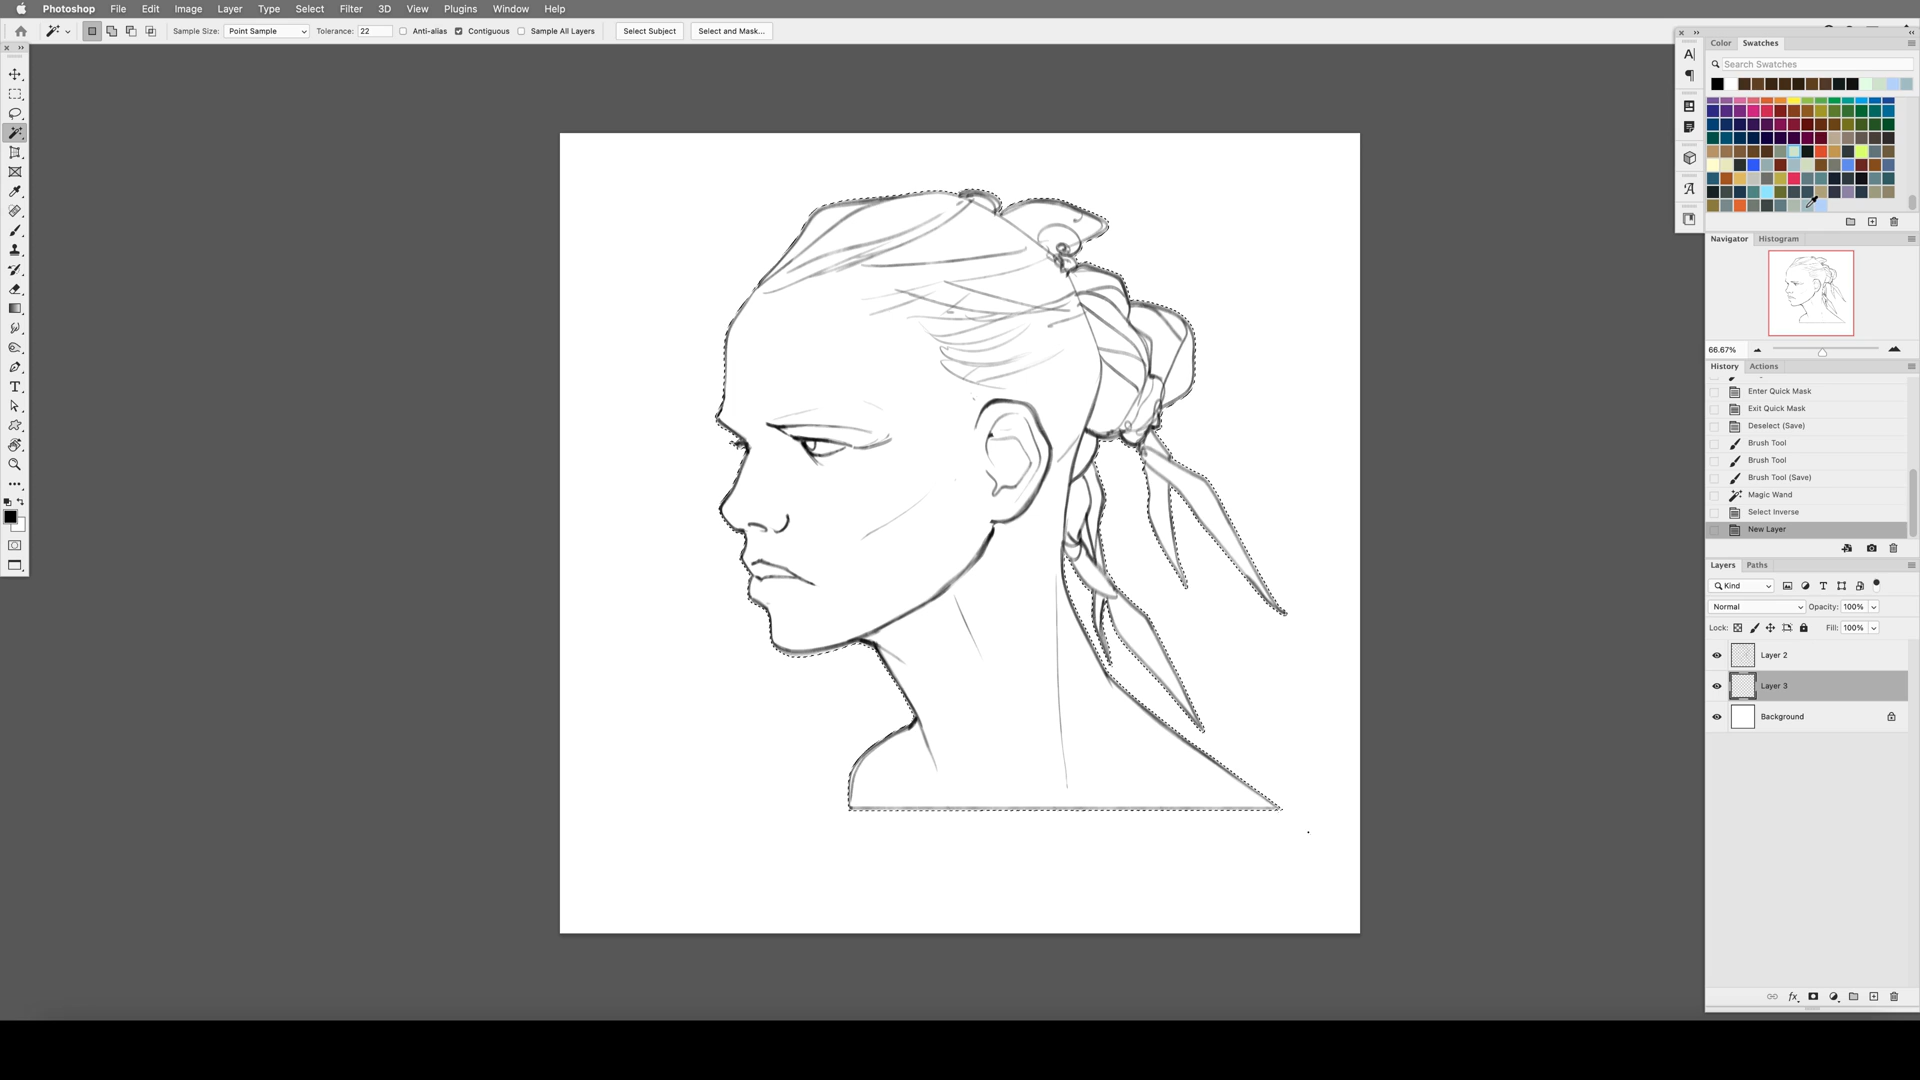 Photoshop File Edit Image Layer Type Select Filter 3D View Plugins Window Help
Sample Size: Point Sample Tolerance: 22 Anti-alias Contiguous Sample All Layers Select Subject Select and Mask...
Color Swatches
Search Swatches
Navigator Histogram
66.67%
History Actions
Enter Quick Mask
Exit Quick Mask
Deselect (Save)
Brush Tool
Brush Tool
Brush Tool (Save)
Magic Wand
Select Inverse
New Layer
Layers Paths
Kind
Normal Opacity: 100%
Lock: Fill: 100%
Layer 2
Layer 3
Background